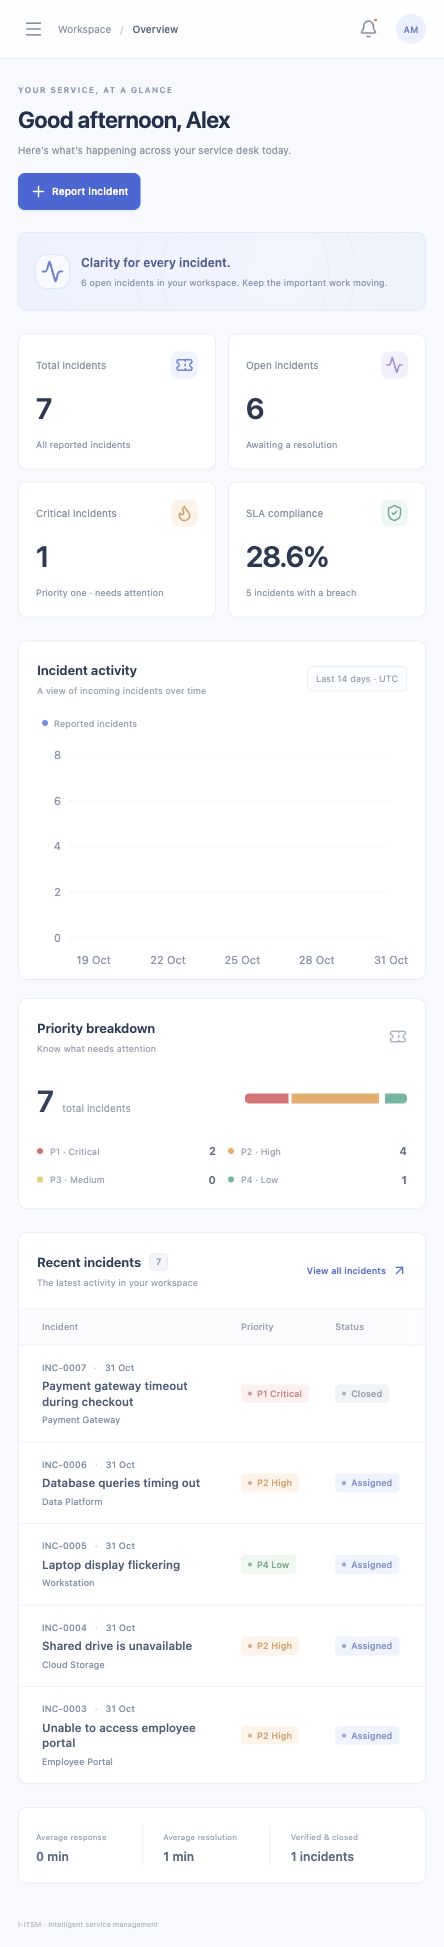 Workspace / Overview
AM
YOUR SERVICE, AT A GLANCE
Good afternoon, Alex
Here's what's happening across your service desk today.
Report incident
Clarity for every incident.
6 open incidents in your workspace. Keep the important work moving.
Total incidents
7
All reported incidents
Open incidents
6
Awaiting a resolution
Critical incidents
1
Priority one · needs attention
SLA compliance
28.6%
5 incidents with a breach
Incident activity
A view of incoming incidents over time
Last 14 days · UTC
Reported incidents
8
6
4
2
0
19 Oct 22 Oct 25 Oct 28 Oct 31 Oct
Priority breakdown
Know what needs attention
7 total incidents
P1 · Critical 2
P2 · High 4
P3 · Medium 0
P4 · Low 1
Recent incidents 7
The latest activity in your workspace
View all incidents
Incident Priority Status
INC-0007 · 31 Oct
Payment gateway timeout
during checkout
Payment Gateway
P1 Critical
Closed
INC-0006 · 31 Oct
Database queries timing out
Data Platform
P2 High
Assigned
INC-0005 · 31 Oct
Laptop display flickering
Workstation
P4 Low
Assigned
INC-0004 · 31 Oct
Shared drive is unavailable
Cloud Storage
P2 High
Assigned
INC-0003 · 31 Oct
Unable to access employee
portal
Employee Portal
P2 High
Assigned
Average response
0 min
Average resolution
1 min
Verified & closed
1 incidents
I-ITSM · Intelligent service management